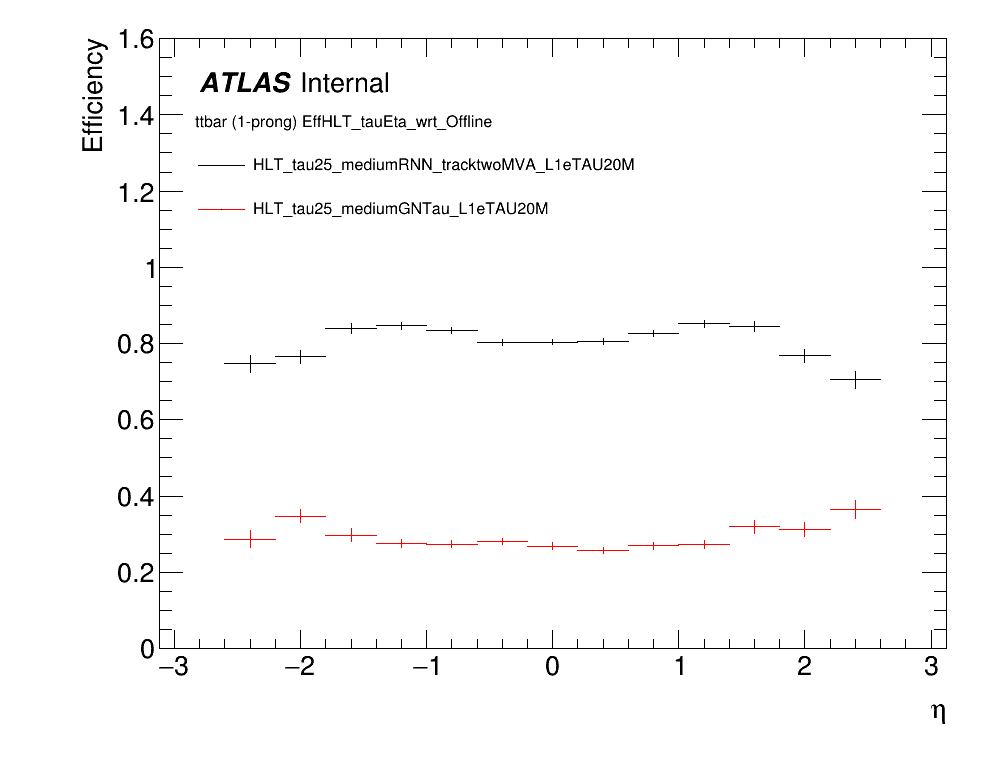 Efficiency
1.6
1.4
1.2
1
0.8
0.6
0.4
0.2
0
ATLAS Internal
ttbar (1-prong) EffHLT_tauEta_wrt_Offline
HLT_tau25_mediumRNN_tracktwoMVA_L1eTAU20M
HLT_tau25_mediumGNTau_L1eTAU20M
−3 −2 −1 0 1 2 3
η